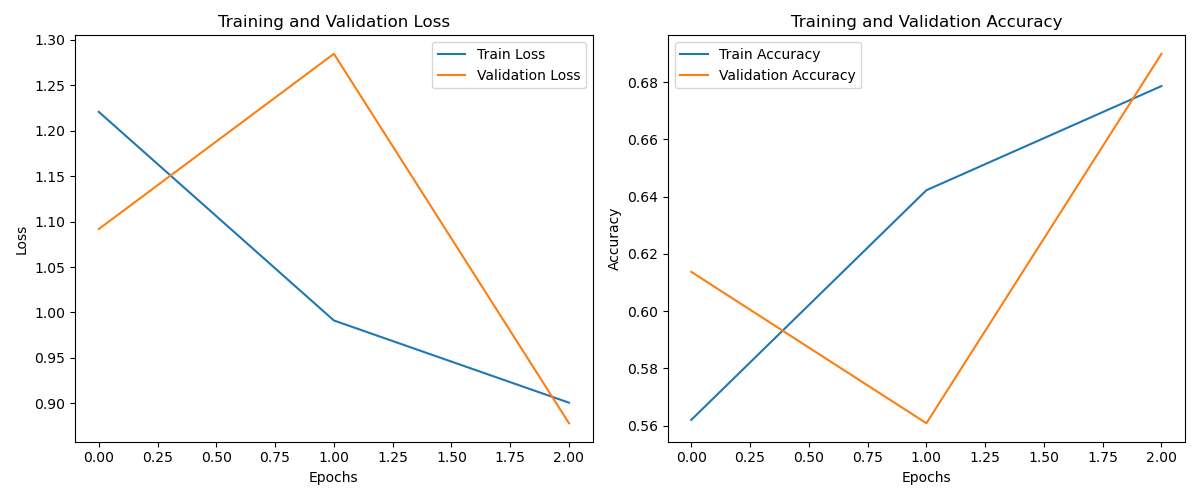 Training and Validation Loss
Train Loss
Validation Loss
1.30
1.25
1.20
1.15
1.10
1.05
1.00
0.95
0.90
Loss
0.00 0.25 0.50 0.75 1.00 1.25 1.50 1.75 2.00
Epochs
Training and Validation Accuracy
Train Accuracy
Validation Accuracy
0.68
0.66
0.64
0.62
0.60
0.58
0.56
Accuracy
0.00 0.25 0.50 0.75 1.00 1.25 1.50 1.75 2.00
Epochs